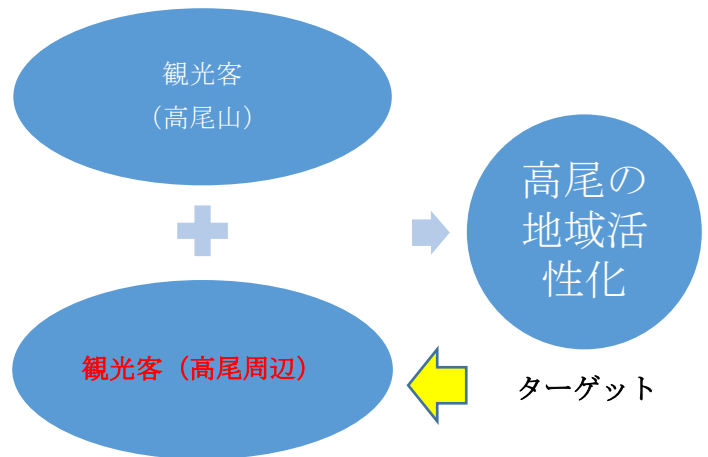 観光客
（高尾山）
高尾の
地域活
性化
観光客（高尾周辺）
ターゲット